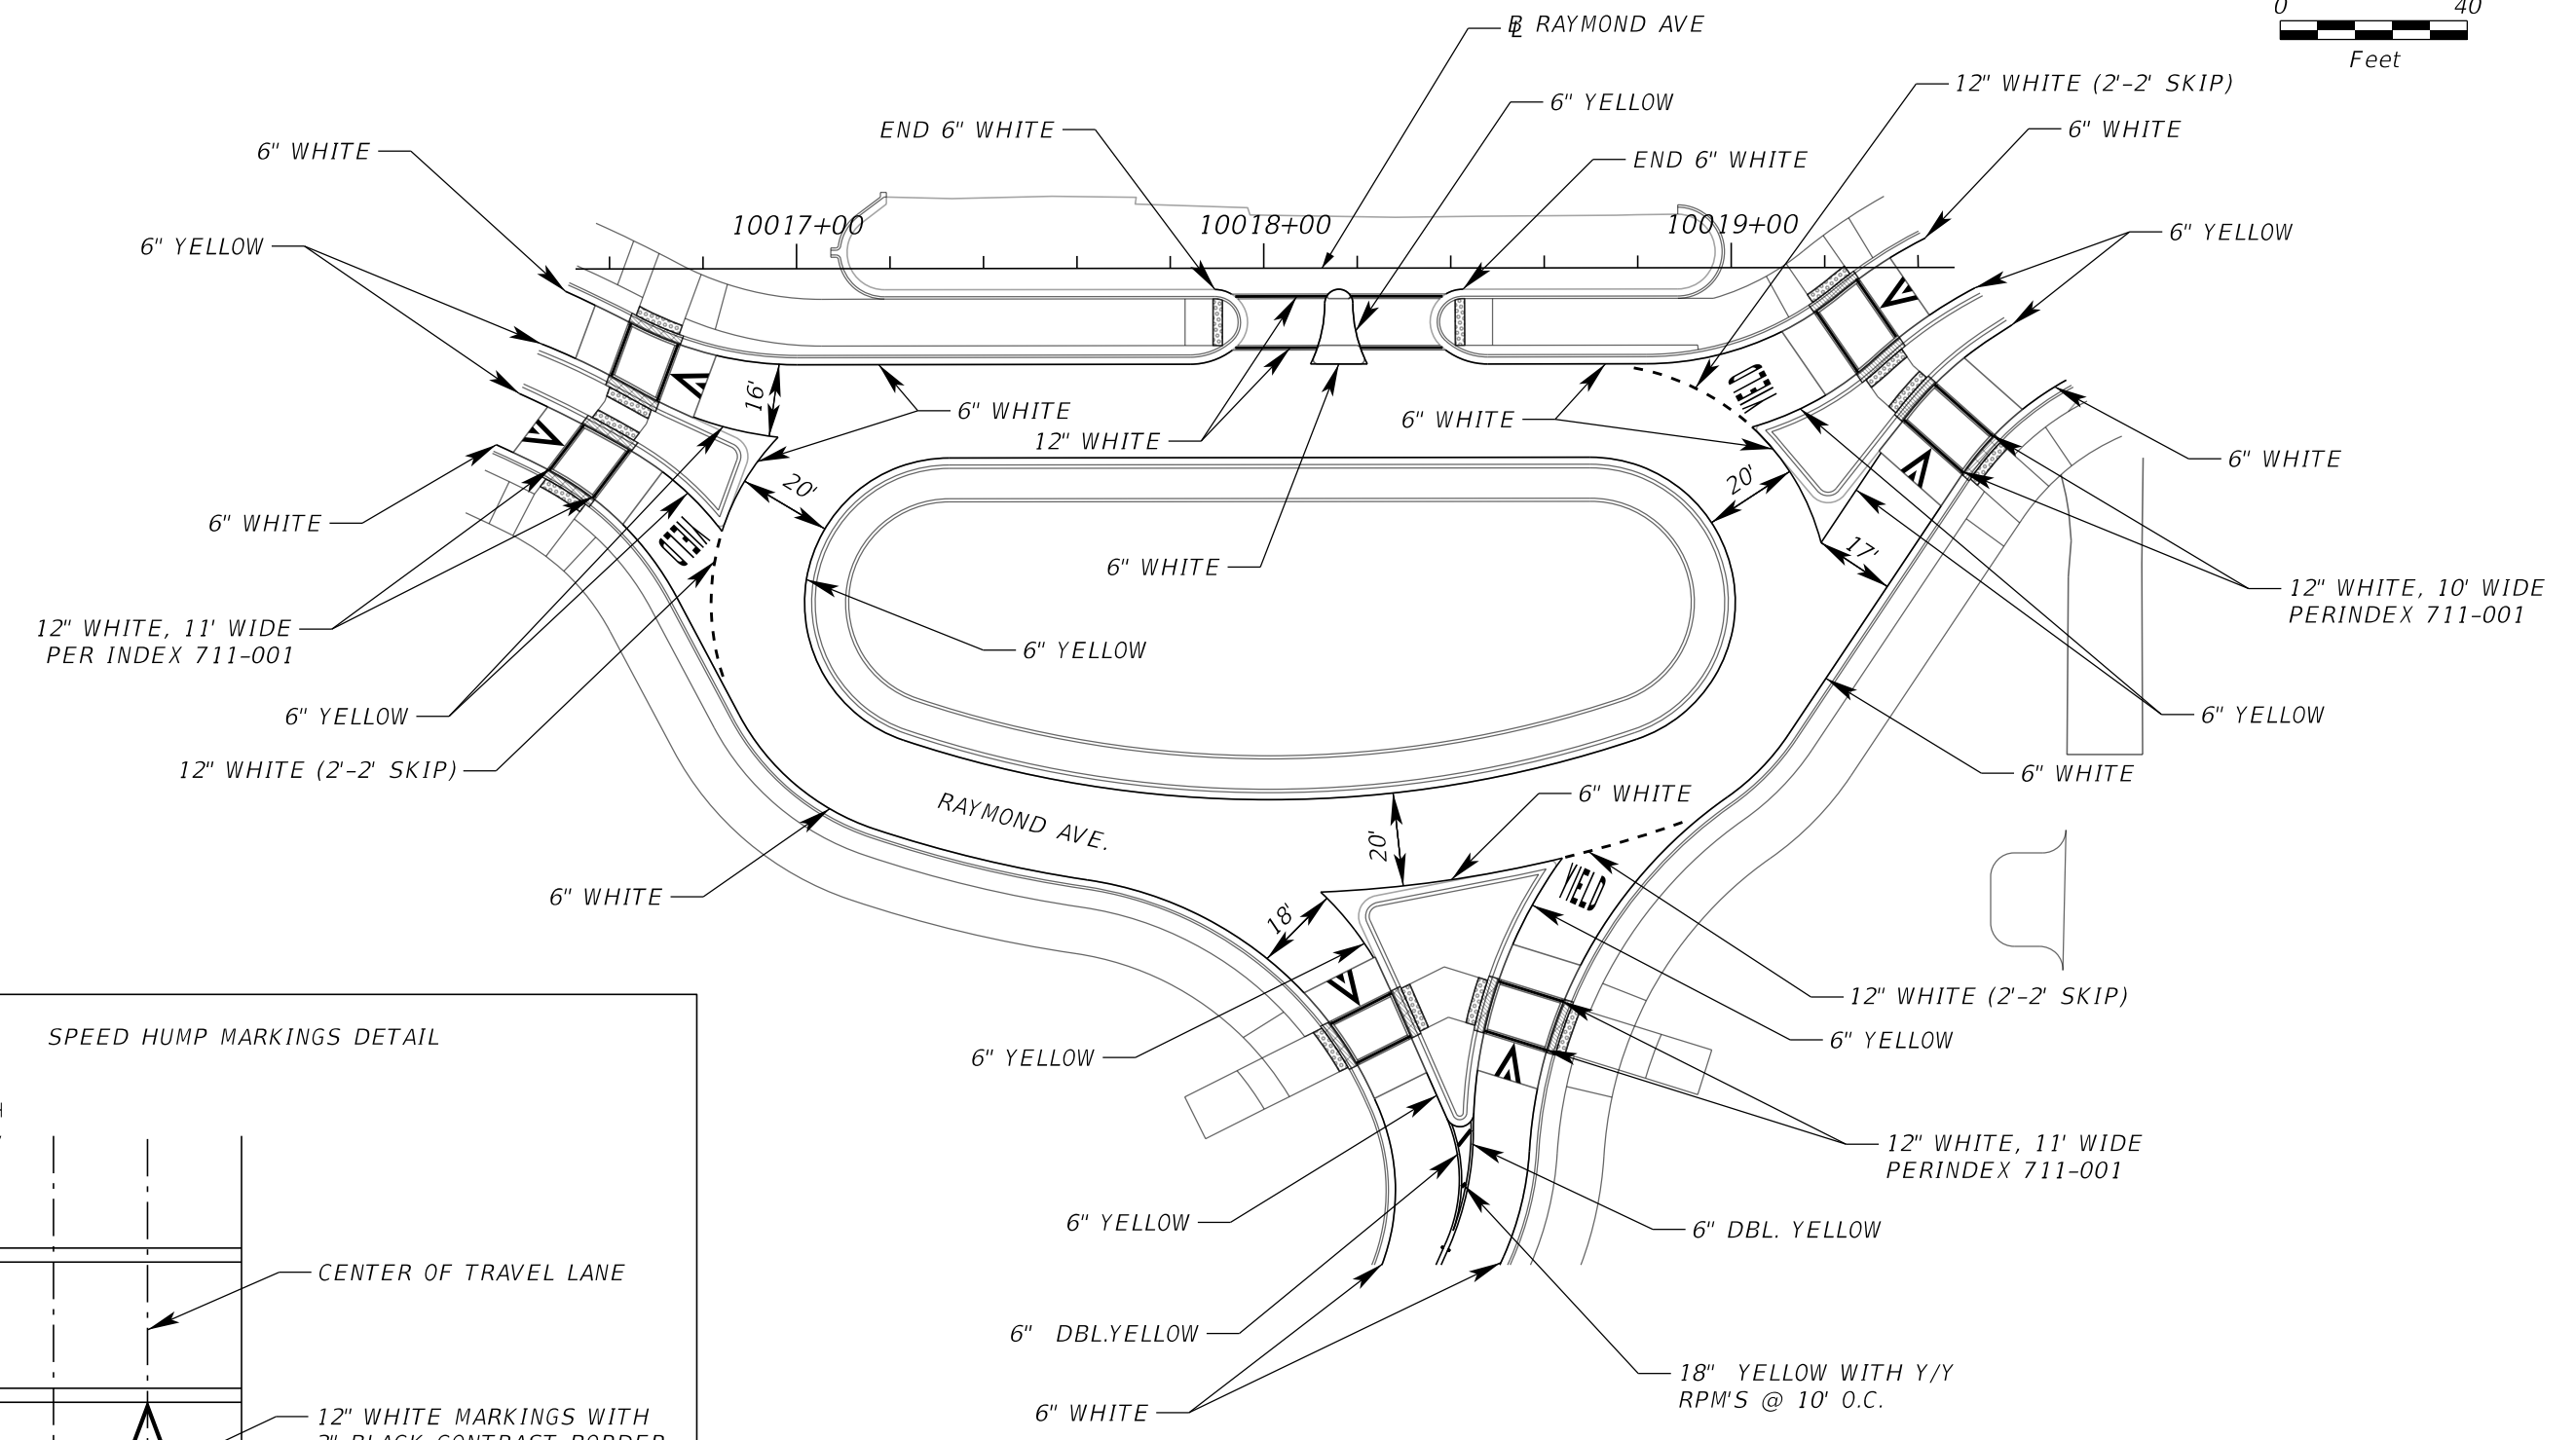 0 40
Feet
BL RAYMOND AVE
6" YELLOW
12" WHITE (2'-2' SKIP)
END 6" WHITE
6" WHITE
6" WHITE
END 6" WHITE
10017+00
10018+00
10019+00
6" YELLOW
6" YELLOW
16'
6" WHITE
12" WHITE
6" WHITE
YIELD
6" WHITE
20'
20'
6" WHITE
YIELD
17'
6" WHITE
12" WHITE, 10' WIDE
PERINDEX 711-001
12" WHITE, 11' WIDE
PER INDEX 711-001
6" YELLOW
6" YELLOW
6" YELLOW
12" WHITE (2'-2' SKIP)
6" WHITE
6" WHITE
RAYMOND AVE.
20'
6" WHITE
YIELD
18'
12" WHITE (2'-2' SKIP)
SPEED HUMP MARKINGS DETAIL
6" YELLOW
6" YELLOW
12" WHITE, 11' WIDE
PERINDEX 711-001
6" YELLOW
6" DBL. YELLOW
CENTER OF TRAVEL LANE
6" DBL.YELLOW
18" YELLOW WITH Y/Y
RPM'S @ 10' O.C.
6" WHITE
12" WHITE MARKINGS WITH
BLACK CONTRAST BORDER